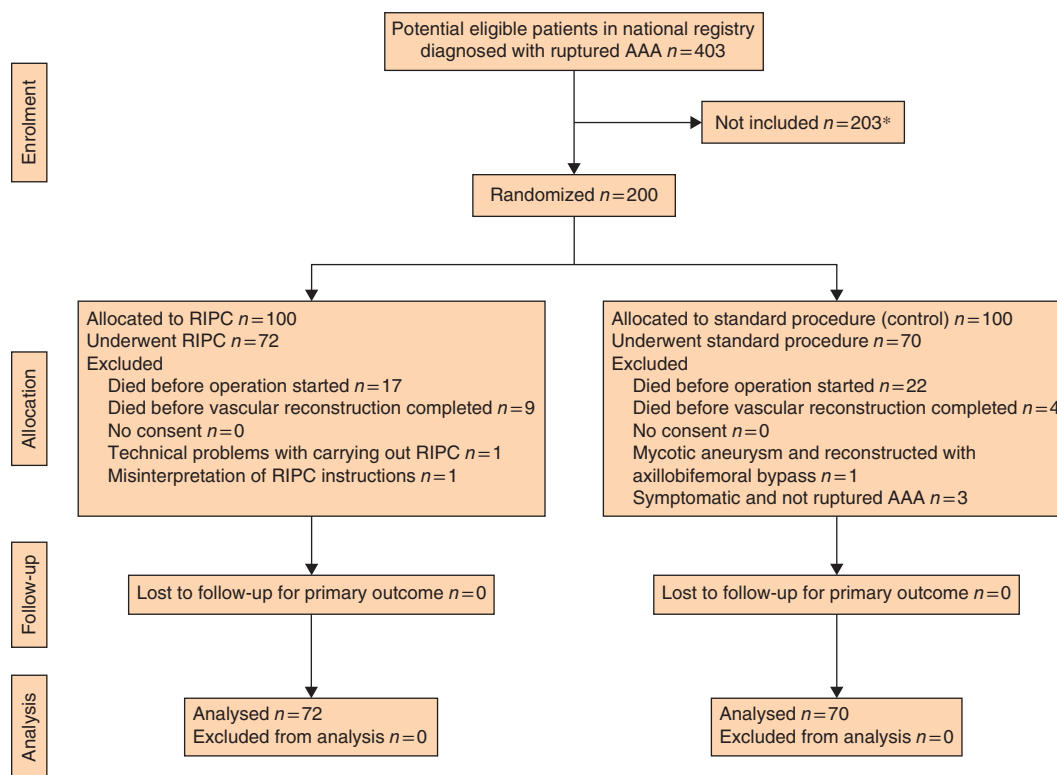 Enrolment
Potential eligible patients in national registry
diagnosed with ruptured AAA n=403
Not included n=203*
Randomized n=200
Allocation
Allocated to RIPC n=100
Underwent RIPC n=72
Excluded
Died before operation started n=17
Died before vascular reconstruction completed n=9
No consent n=0
Technical problems with carrying out RIPC n=1
Misinterpretation of RIPC instructions n=1
Allocated to standard procedure (control) n=100
Underwent standard procedure n=70
Excluded
Died before operation started n=22
Died before vascular reconstruction completed n=4
No consent n=0
Mycotic aneurysm and reconstructed with
axillobifemoral bypass n=1
Symptomatic and not ruptured AAA n=3
Follow-up
Lost to follow-up for primary outcome n=0
Lost to follow-up for primary outcome n=0
Analysis
Analysed n=72
Excluded from analysis n=0
Analysed n=70
Excluded from analysis n=0